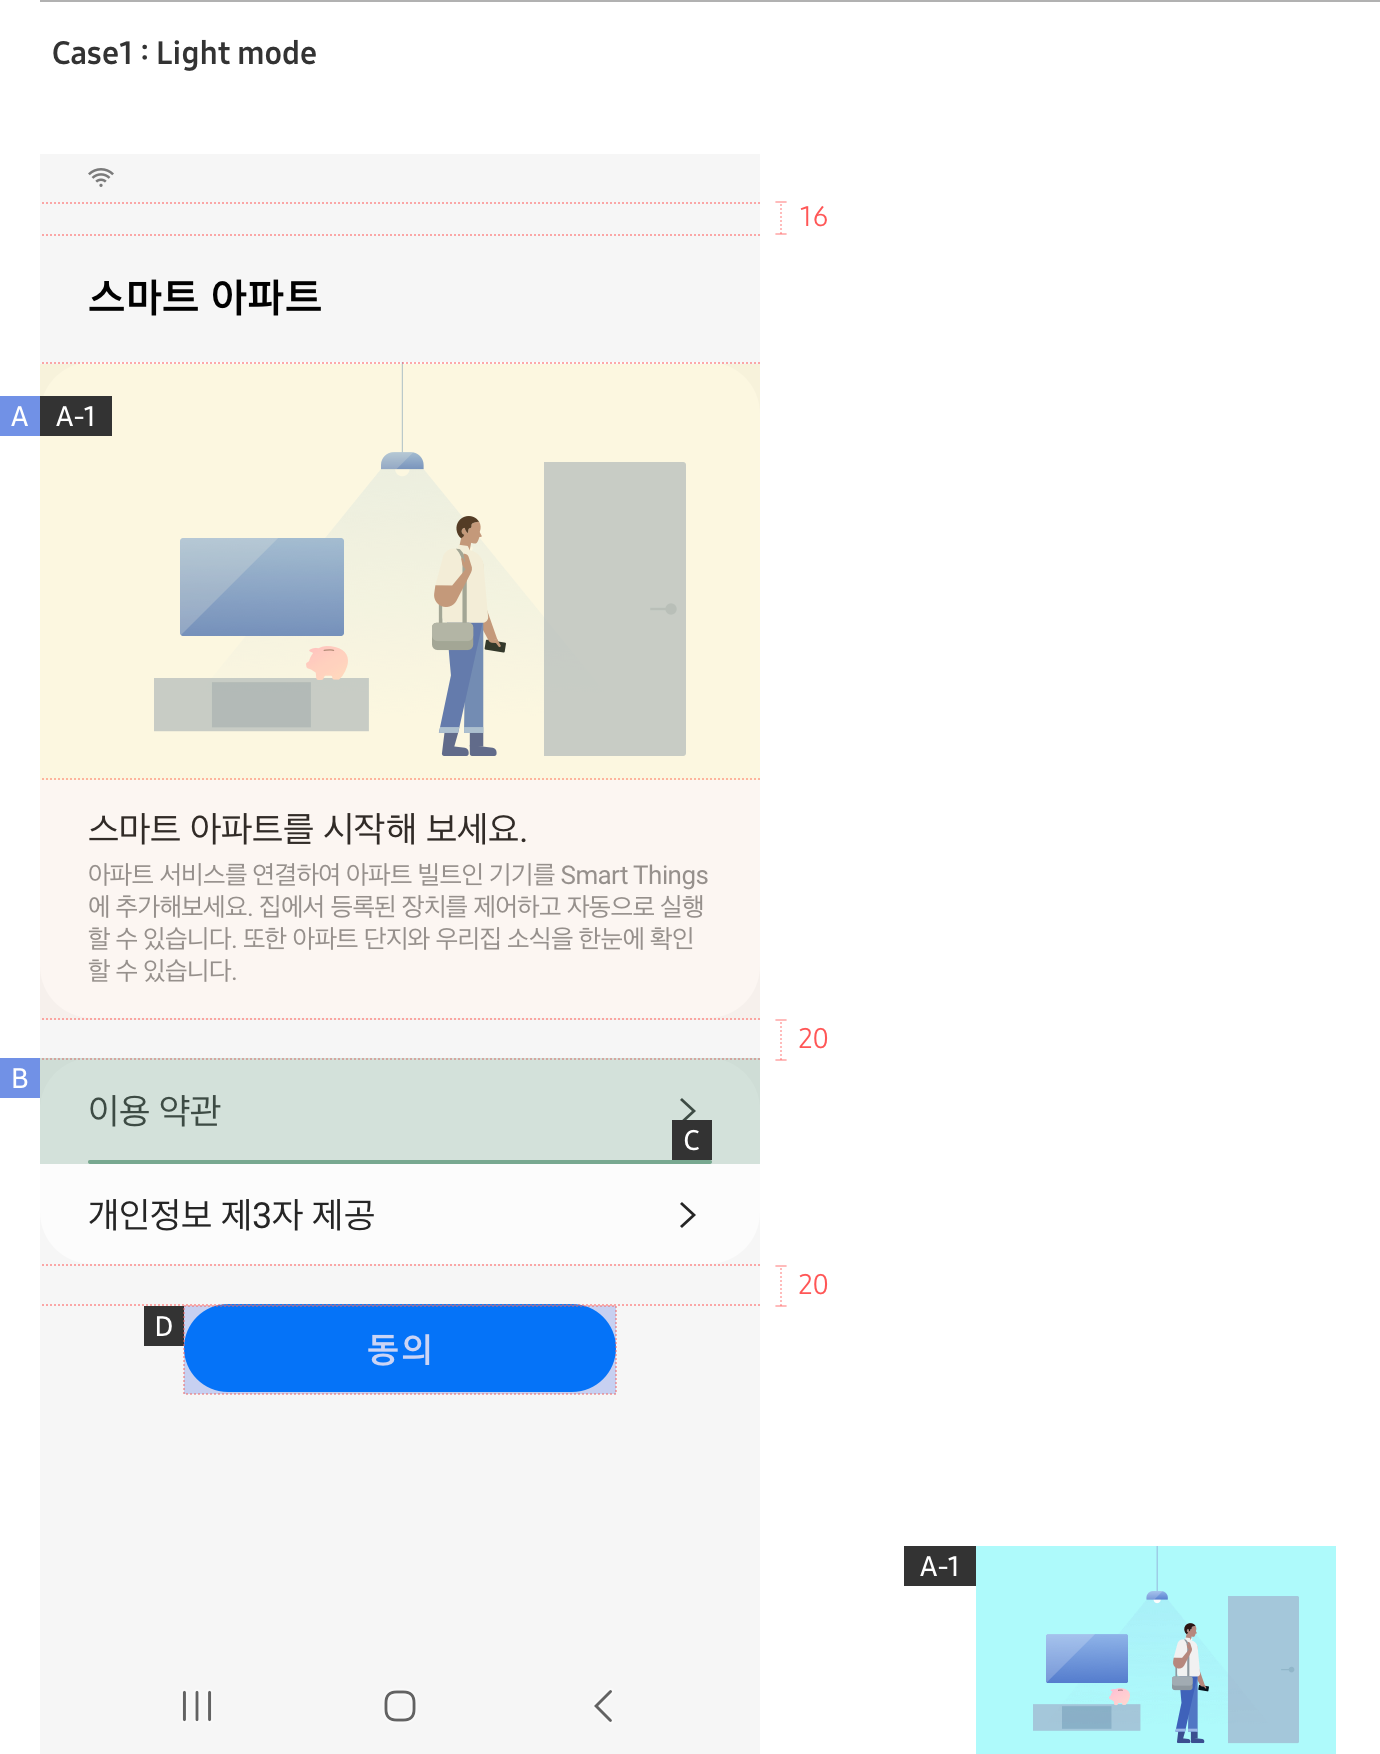 Case1 : Light mode
16
스마트 아파트
A
A-1
스마트 아파트를 시작해 보세요.
아파트 서비스를 연결하여 아파트 빌트인 기기를 Smart Things
에 추가해보세요. 집에서 등록된 장치를 제어하고 자동으로 실행
할 수 있습니다. 또한 아파트 단지와 우리집 소식을 한눈에 확인
할 수 있습니다.
20
B
이용 약관
C
개인정보 제3자 제공
20
D
동의
A-1